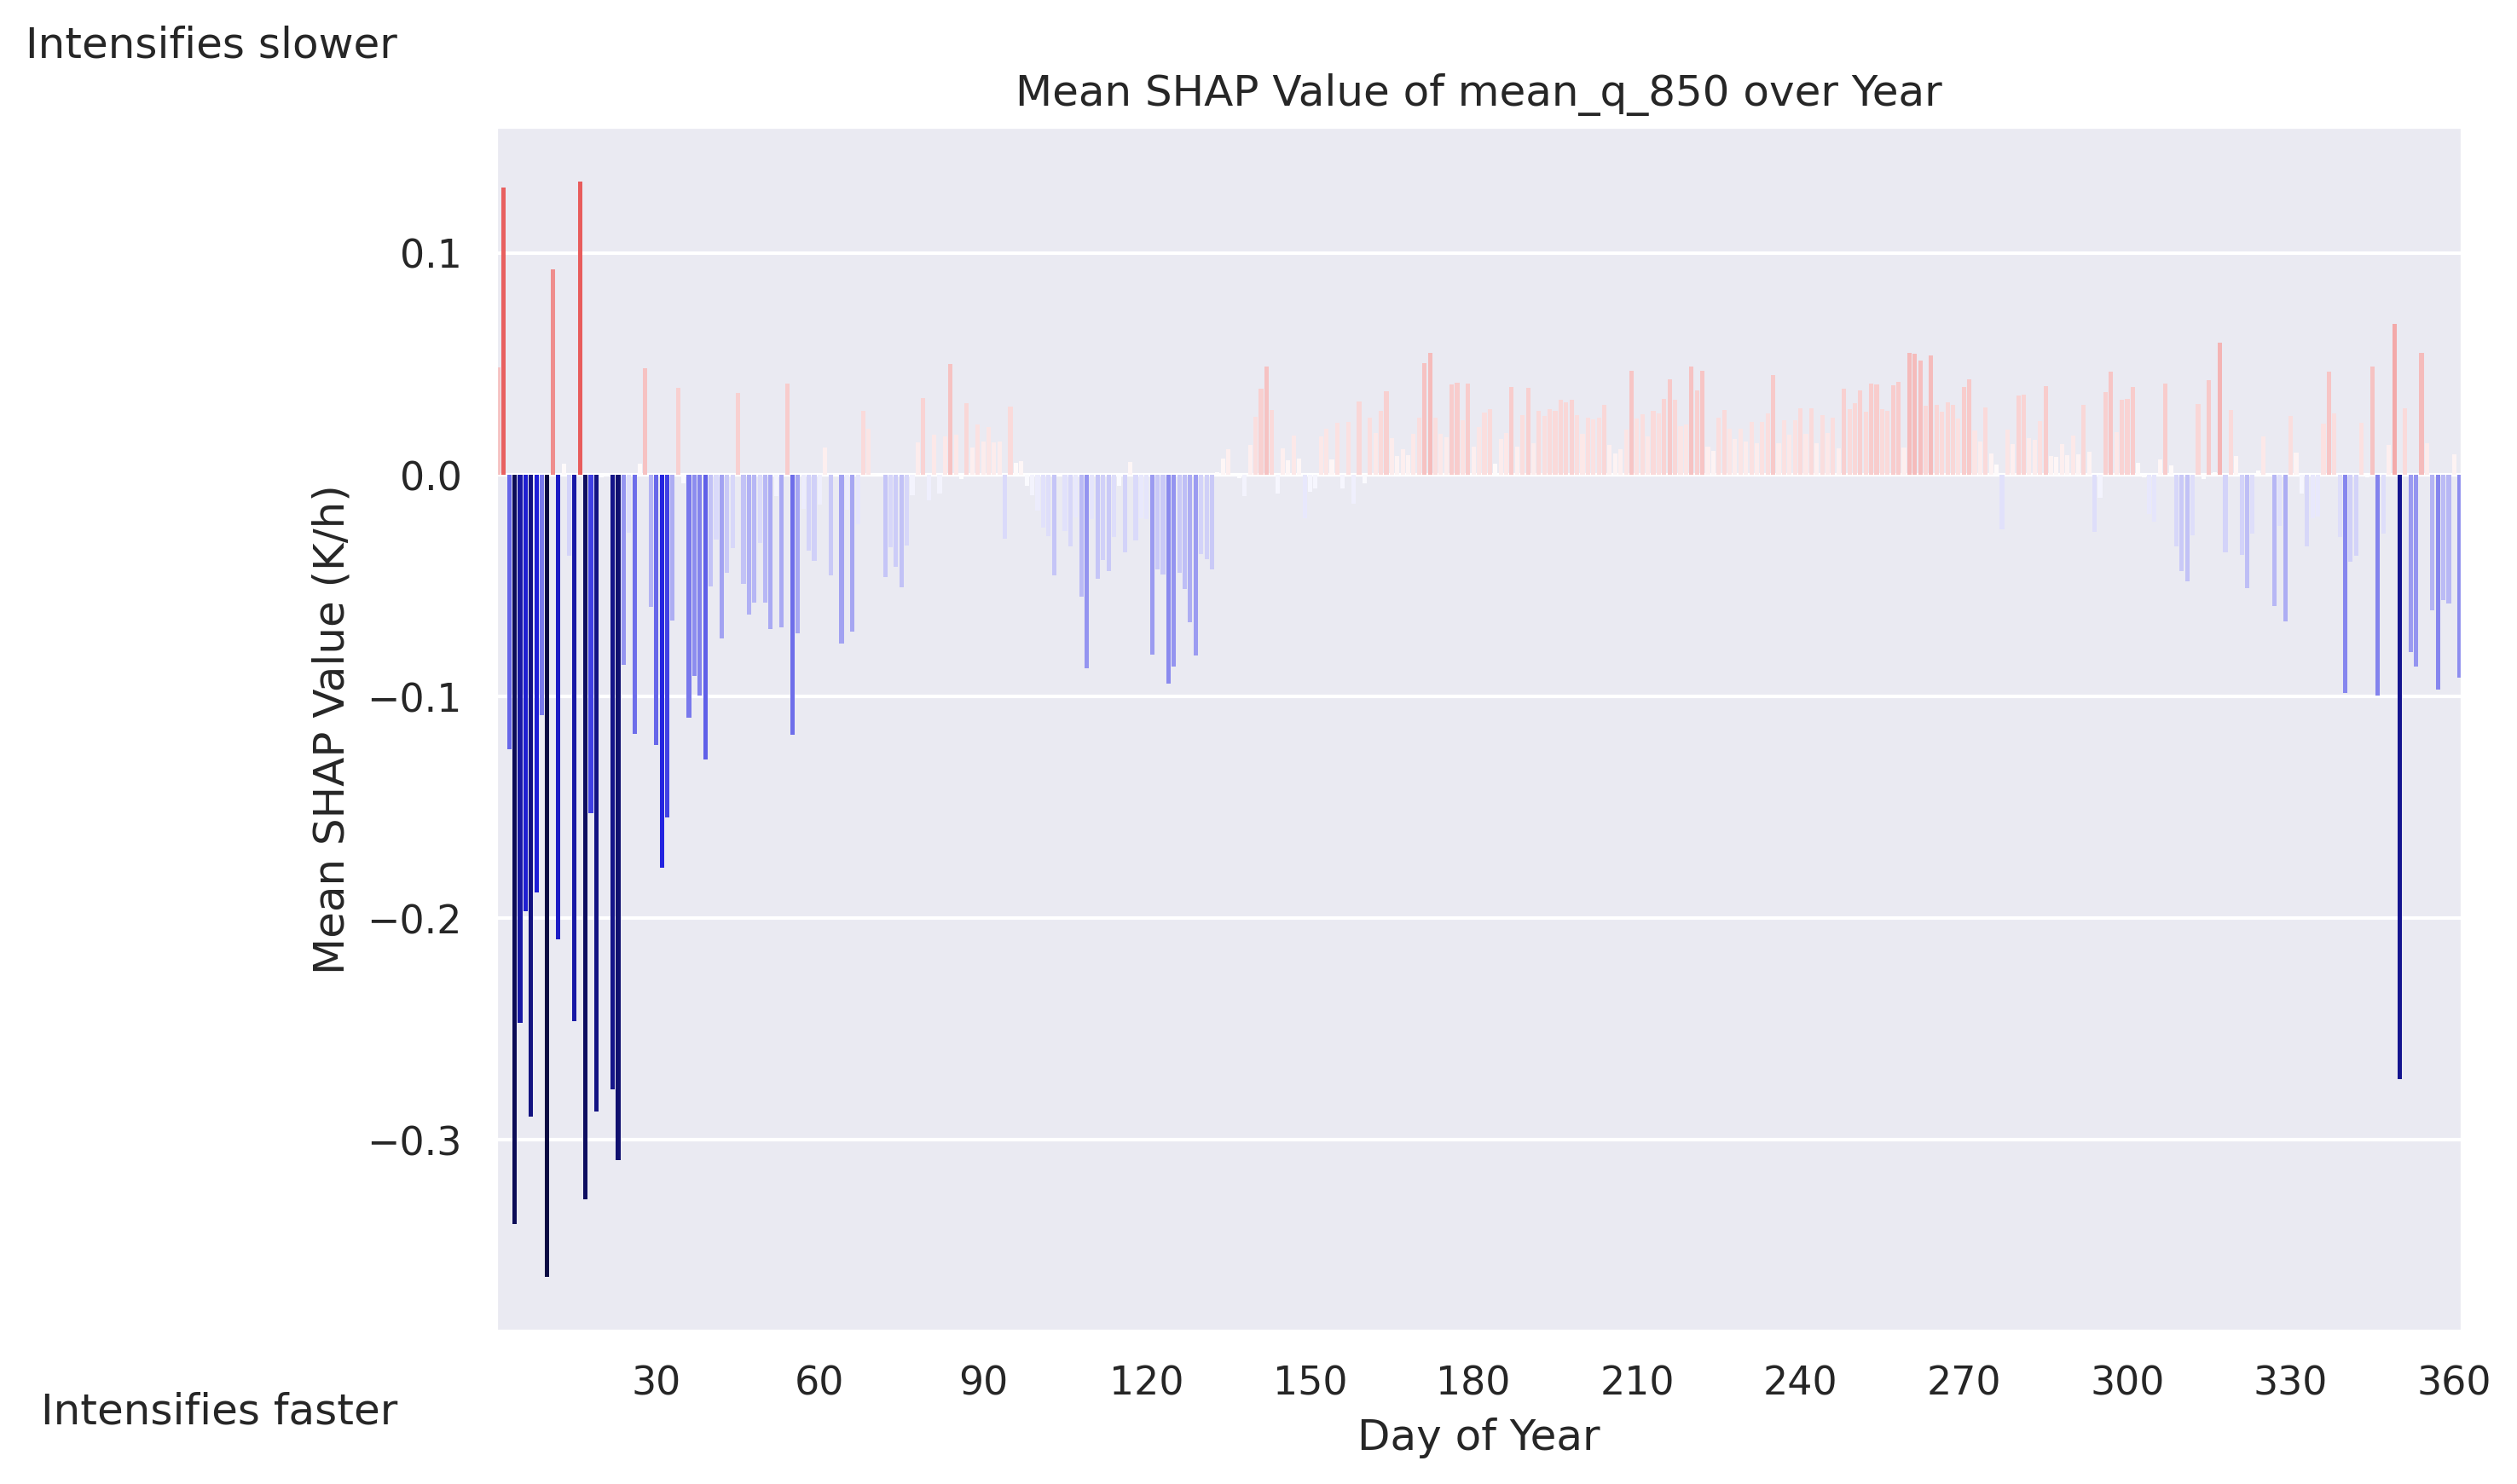 Intensifies slower
Mean SHAP Value of mean_q_850 over Year
Mean SHAP Value (K/h)
0.1
0.0
−0.1
−0.2
−0.3
30 60 90 120 150 180 210 240 270 300 330 360
Intensifies faster
Day of Year